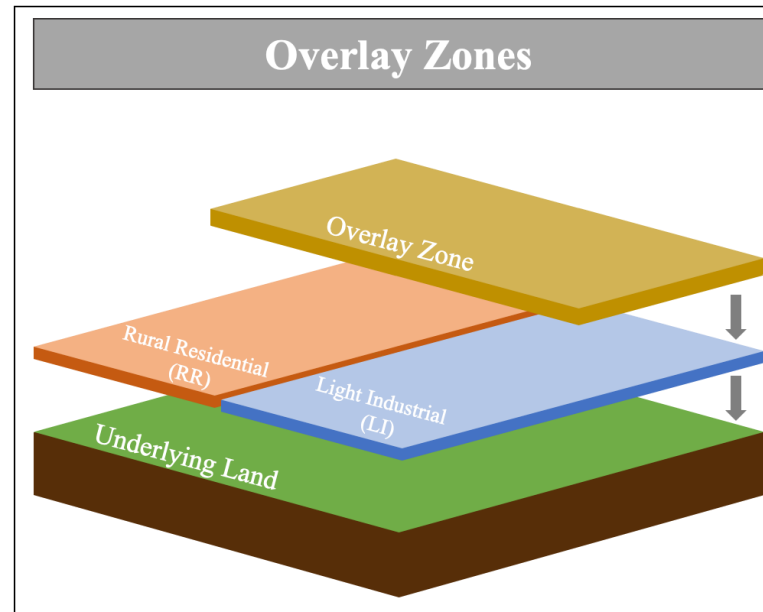 Overlay Zones
Overlay Zone
Rural Residential
(RR)
Light Industrial
(LI)
Underlying Land